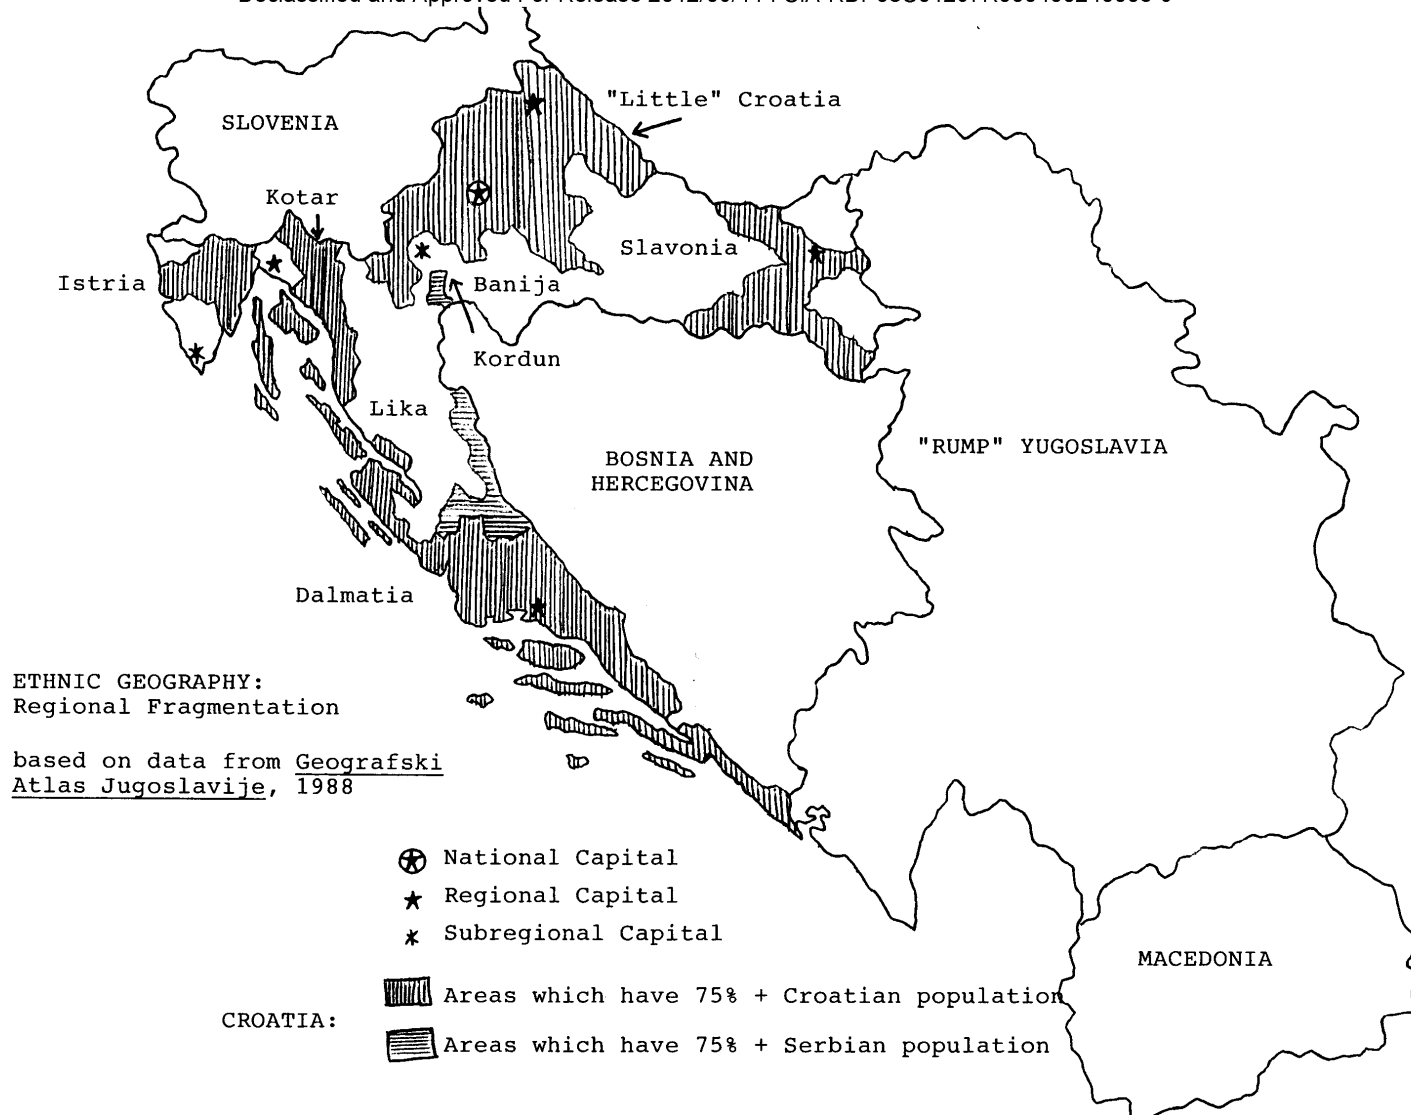 "Little" Croatia
SLOVENIA
Kotar
Slavonia
Istria
Banija
Kordun
Lika
"RUMP" YUGOSLAVIA
BOSNIA AND
HERCEGOVINA
Dalmatia
ETHNIC GEOGRAPHY:
Regional Fragmentation
based on data from Geografski
Atlas Jugoslavije, 1988
National Capital
Regional Capital
Subregional Capital
MACEDONIA
Areas which have 75% + Croatian population
CROATIA:
Areas which have 75% + Serbian population